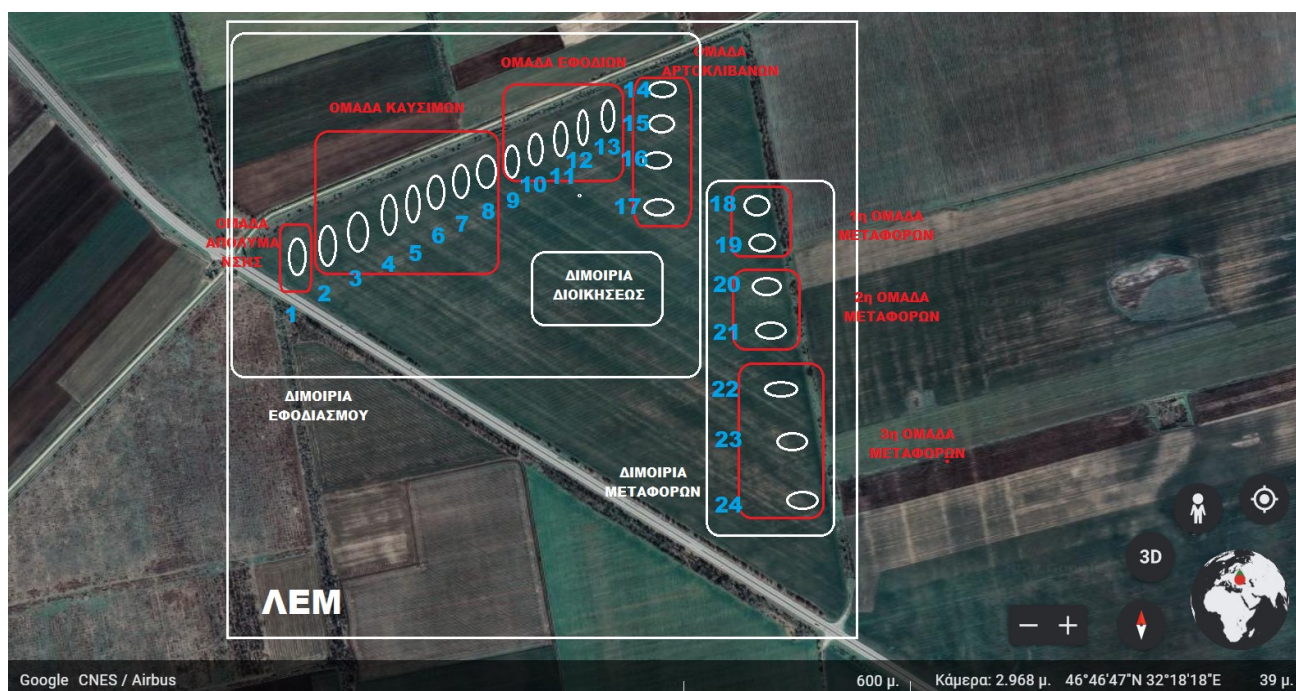 ΟΜΑΔΑ
ΑΡΤΟΚΛΙΒΑΝΩΝ
ΟΜΑΔΑ ΕΦΟΔΙΩΝ
ΟΜΑΔΑ ΚΑΥΣΙΜΩΝ
14
15
13
12
16
11
10
9
8
7
6
5
4
3
2
1
17
18
19
1η ΟΜΑΔΑ
ΜΕΤΑΦΟΡΩΝ
ΟΜΑΔΑ
ΑΠΟΛΥΜΑ
ΝΣΗΣ
ΔΙΜΟΙΡΙΑ
ΔΙΟΙΚΗΣΕΩΣ
20
21
2η ΟΜΑΔΑ
ΜΕΤΑΦΟΡΩΝ
ΔΙΜΟΙΡΙΑ
ΕΦΟΔΙΑΣΜΟΥ
22
23
24
3η ΟΜΑΔΑ
ΜΕΤΑΦΟΡΩΝ
ΔΙΜΟΙΡΙΑ
ΜΕΤΑΦΟΡΩΝ
ΛΕΜ
3D
Google CNES / Airbus 600 μ. Κάμερα: 2.968 μ. 46°46'47"N 32°18'18"E 39 μ.